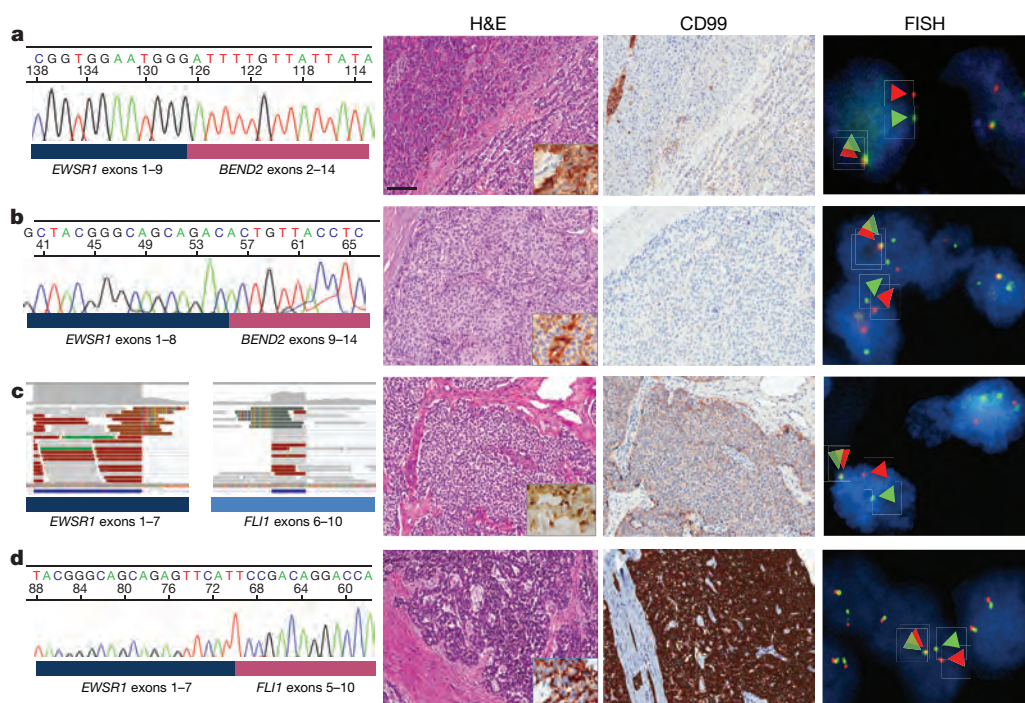 H&E CD99 FISH
a
CGGTGGAATGGGATTTTGTTATTATA
138 134 130 126 122 118 114
EWSR1 exons 1–9 BEND2 exons 2–14
b
GCTACGGGCAGCAGACACTGTTACCTC
41 45 49 53 57 61 65
EWSR1 exons 1–8 BEND2 exons 9–14
c
EWSR1 exons 1–7 FLI1 exons 6–10
d
TACGGGCAGCAGAGTTCATTCCGACAGGACCA
88 84 80 76 72 68 64 60
EWSR1 exons 1–7 FLI1 exons 5–10